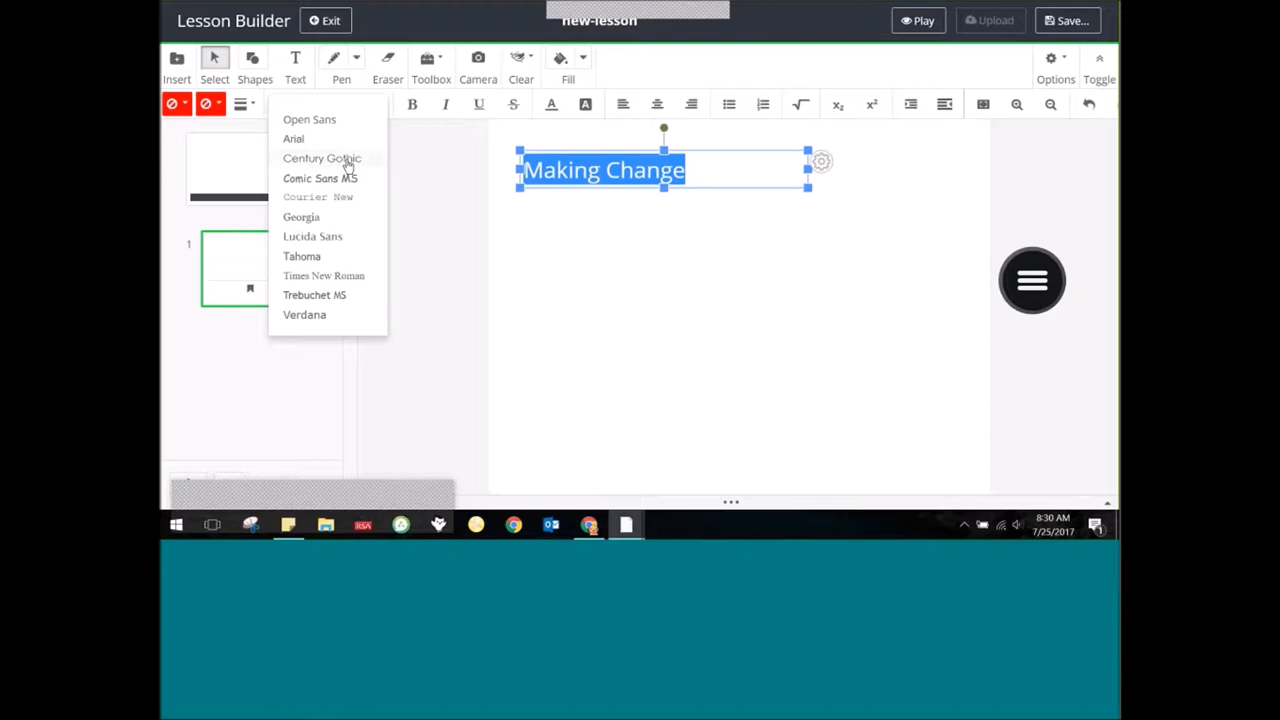 Lesson Builder
Exit
new-lesson
Play
Upload
Save...
Insert
Select
Shapes
Text
Pen
Eraser
Toolbox
Camera
Clear
Fill
Options
Toggle
Open Sans
Arial
Century Gothic
Comic Sans MS
Courier New
Georgia
Lucida Sans
Tahoma
Times New Roman
Trebuchet MS
Verdana
1
Making Change
RSA
8:30 AM
7/25/2017
1